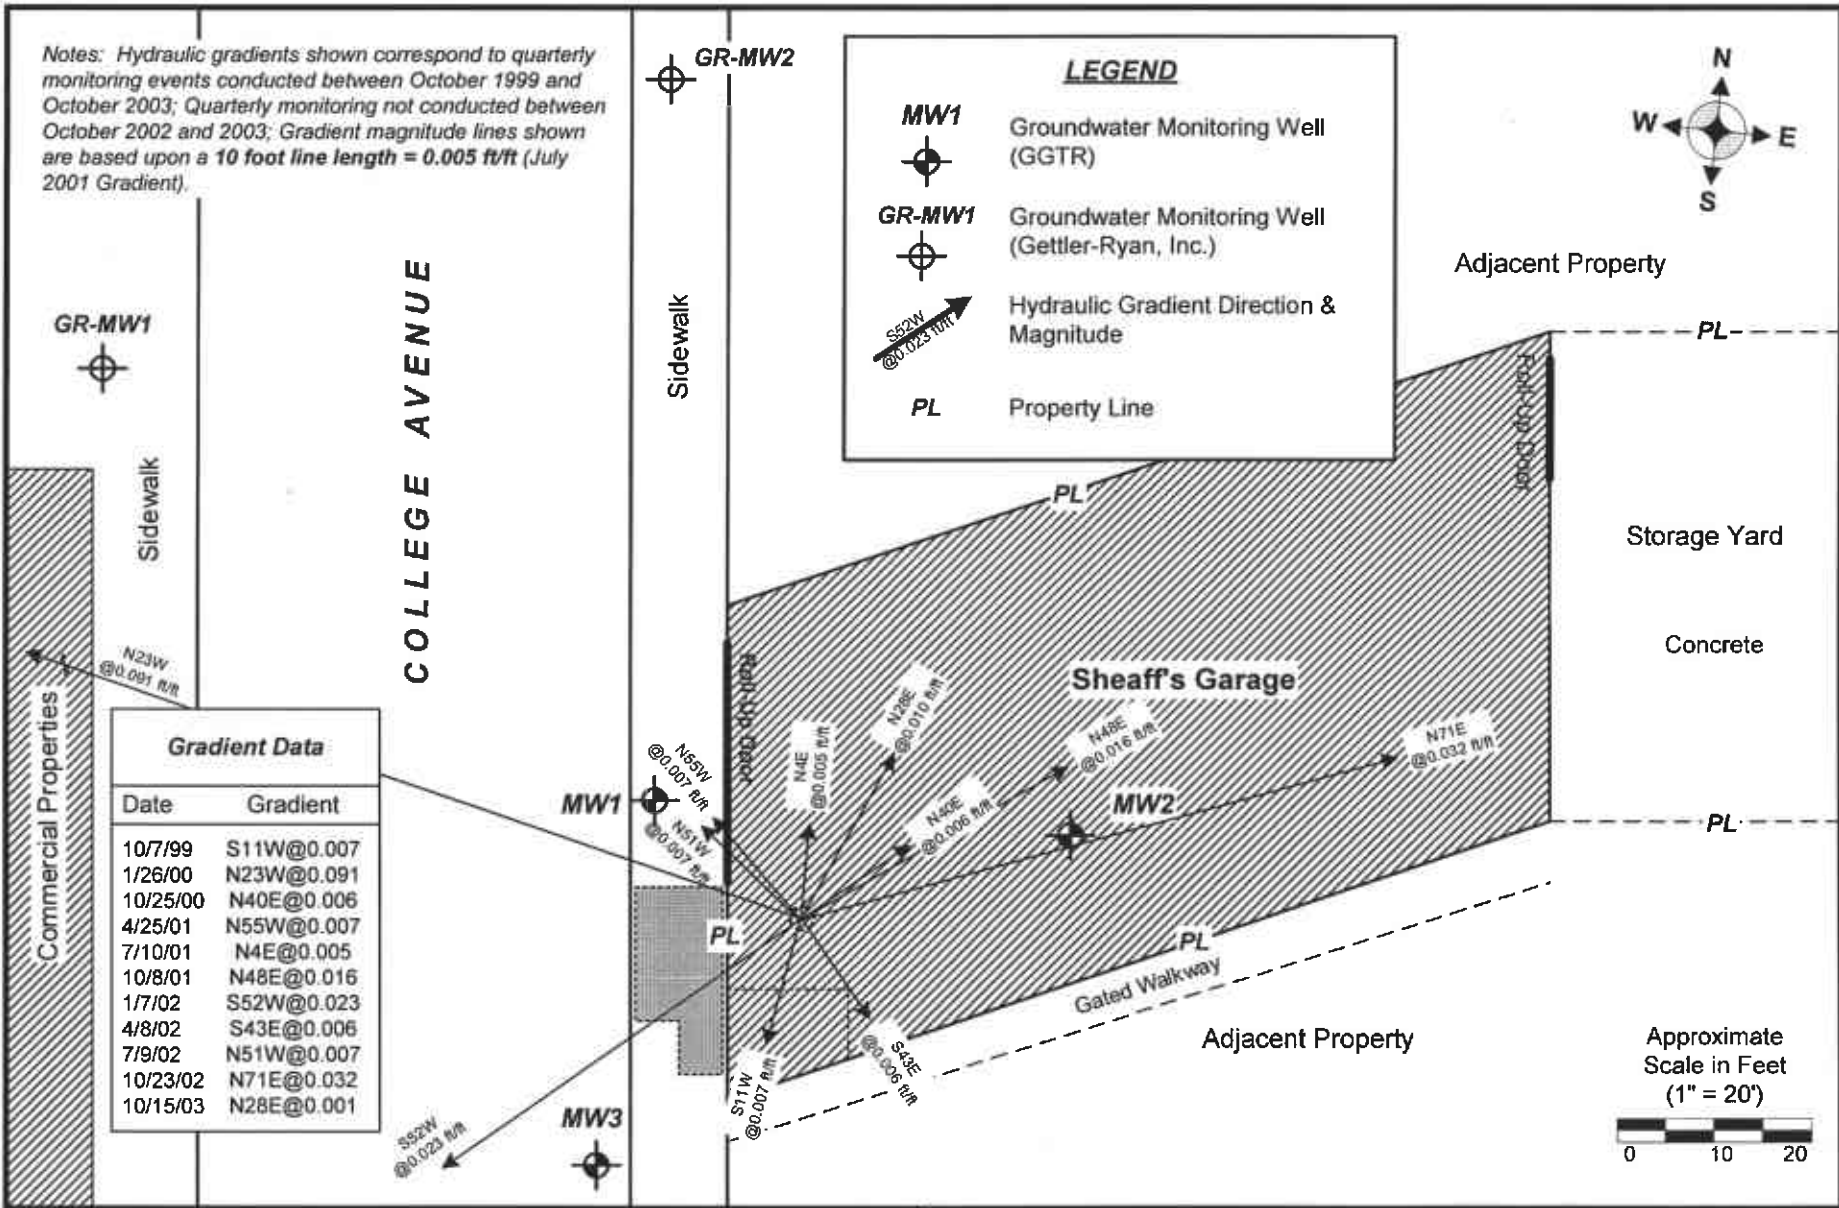 Notes: Hydraulic gradients shown correspond to quarterly
monitoring events conducted between October 1999 and
October 2003; Quarterly monitoring not conducted between
October 2002 and 2003; Gradient magnitude lines shown
are based upon a 10 foot line length = 0.005 ft/ft (July
2001 Gradient).
GR-MW2
LEGEND
MW1
Groundwater Monitoring Well
(GGTR)
GR-MW1
Groundwater Monitoring Well
(Gettler-Ryan, Inc.)
S52W
@0.023 ft/ft
Hydraulic Gradient Direction &
Magnitude
PL
Property Line
N
W
E
S
Adjacent Property
GR-MW1
COLLEGE AVENUE
Sidewalk
Sidewalk
PL
PL
Roll-Up Door
Storage Yard
Concrete
Sheaff's Garage
Roll-Up Door
N23W
@0.091 ft/ft
Commercial Properties
Gradient Data
Date Gradient
10/7/99 S11W@0.007
1/26/00 N23W@0.091
10/25/00 N40E@0.006
4/25/01 N55W@0.007
7/10/01 N4E@0.005
10/8/01 N48E@0.016
1/7/02 S52W@0.023
4/8/02 S43E@0.006
7/9/02 N51W@0.007
10/23/02 N71E@0.032
10/15/03 N28E@0.001
N55W
@0.007 ft/ft
MW1
N51W
@0.007 ft/ft
N4E
@0.005 ft/ft
N28E
@0.010 ft/ft
N48E
@0.016 ft/ft
N40E
@0.006 ft/ft
N71E
@0.032 ft/ft
MW2
PL
PL
PL
Gated Walkway
Adjacent Property
S43E
@0.006 ft/ft
S11W
@0.007 ft/ft
S52W
@0.023 ft/ft
MW3
Approximate
Scale in Feet
(1" = 20')
0 10 20